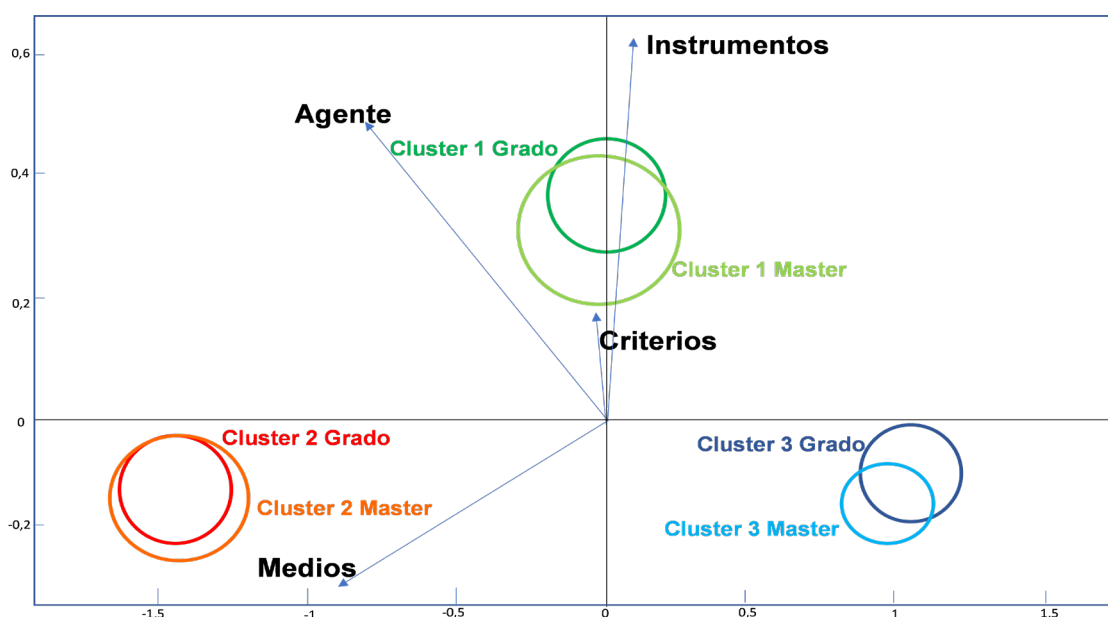 0,6
Instrumentos
Agente
Cluster 1 Grado
0,4
Cluster 1 Master
0,2
Criterios
0
Cluster 2 Grado
Cluster 3 Grado
Cluster 2 Master
-0,2
Cluster 3 Master
Medios
-1.5
-1
-0.5
0
0.5
1
1.5